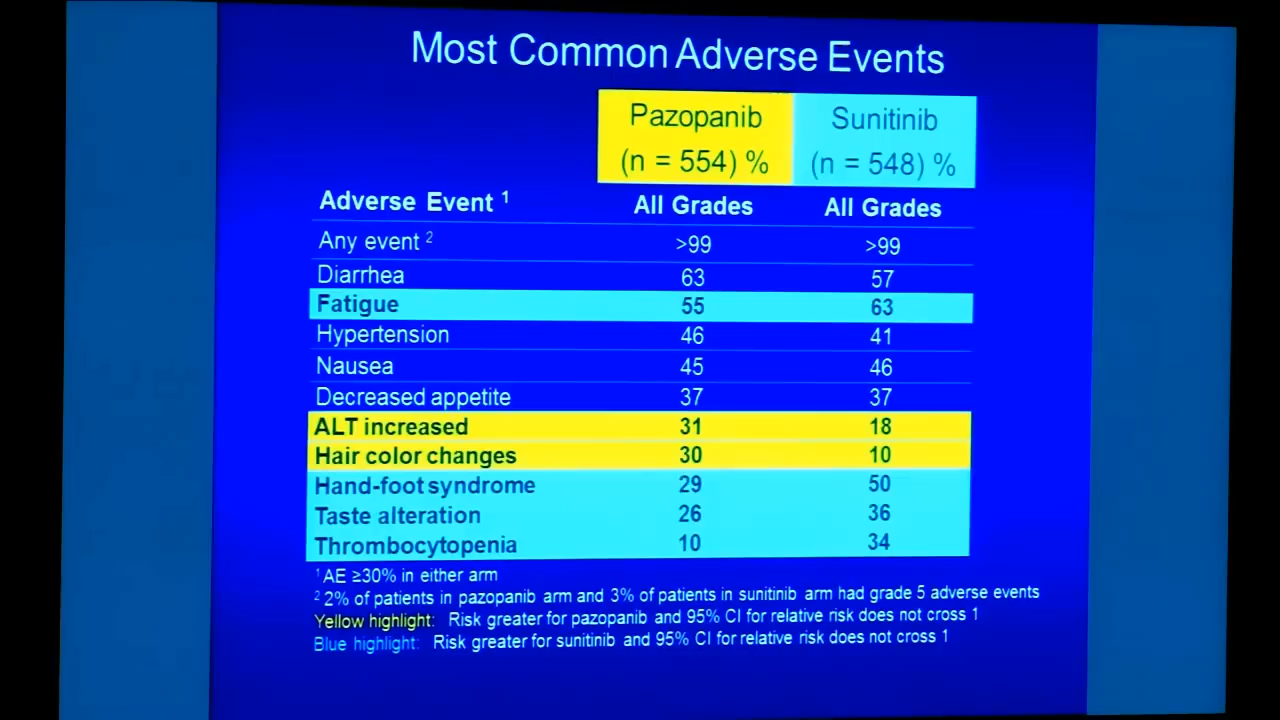 Most Common Adverse Events
Pazopanib Sunitinib
(n = 554) % (n = 548) %
Adverse Event 1 All Grades All Grades
Any event 2 >99 >99
Diarrhea 63 57
Fatigue 55 63
Hypertension 46 41
Nausea 45 46
Decreased appetite 37 37
ALT increased 31 18
Hair color changes 30 10
Hand-foot syndrome 29 50
Taste alteration 26 36
Thrombocytopenia 10 34
1 AE ≥30% in either arm
2 2% of patients in pazopanib arm and 3% of patients in sunitinib arm had grade 5 adverse events
Yellow highlight: Risk greater for pazopanib and 95% CI for relative risk does not cross 1
Blue highlight: Risk greater for sunitinib and 95% CI for relative risk does not cross 1